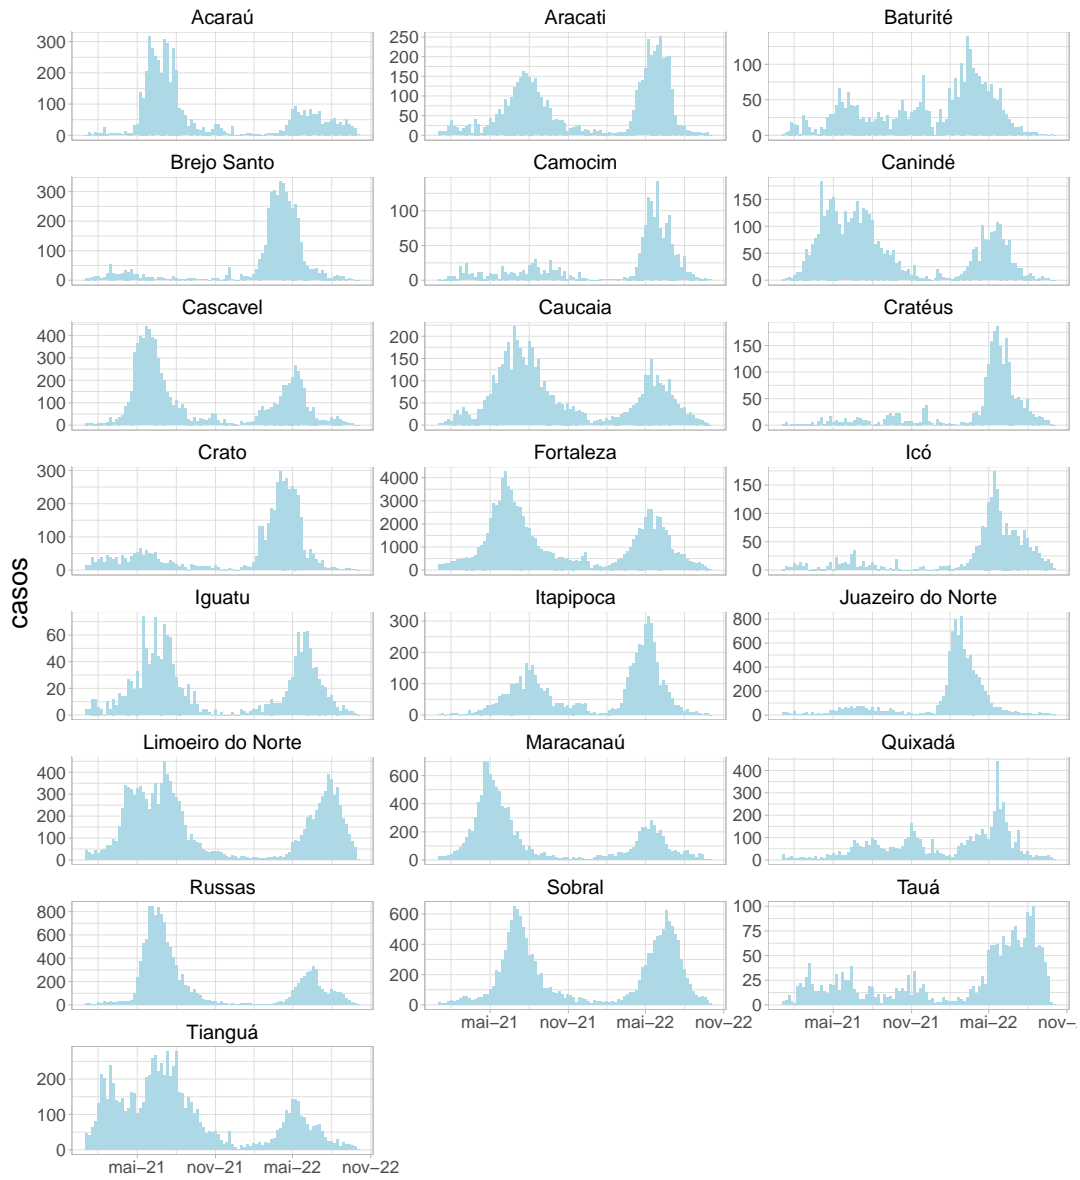 casos
Acaraú
0
100
200
300
Aracati
0
50
100
150
200
250
Baturité
0
50
100
Brejo Santo
0
100
200
300
Camocim
0
50
100
Canindé
0
50
100
150
Cascavel
0
100
200
300
400
Caucaia
0
50
100
150
200
Cratéus
0
50
100
150
Crato
0
100
200
300
Fortaleza
0
1000
2000
4000
Icó
0
50
100
150
Iguatu
0
20
40
60
Itapipoca
0
100
200
300
Juazeiro do Norte
0
200
400
600
800
Limoeiro do Norte
0
100
200
300
400
Maracanaú
0
200
400
600
Quixadá
0
100
200
300
400
Russas
0
200
400
600
800
Sobral
0
200
400
600
mai–21
nov–21
mai–22
nov–22
Tauá
0
25
50
75
100
mai–21
nov–21
mai–22
nov–
Tianguá
0
100
200
mai–21
nov–21
mai–22
nov–22